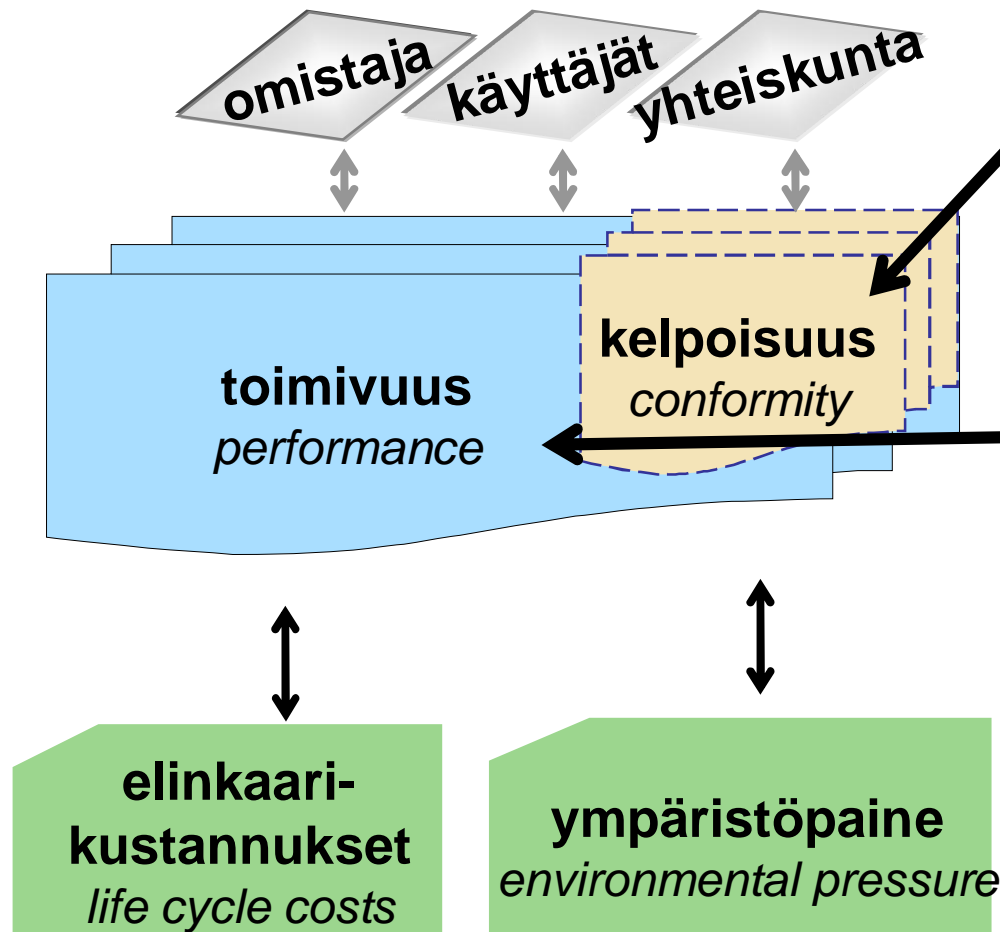 omistaja
käyttäjät
yhteiskunta
kelpoisuus
conformity
toimivuus
performance
elinkaari-
kustannukset
life cycle costs
ympäristöpaine
environmental pressure